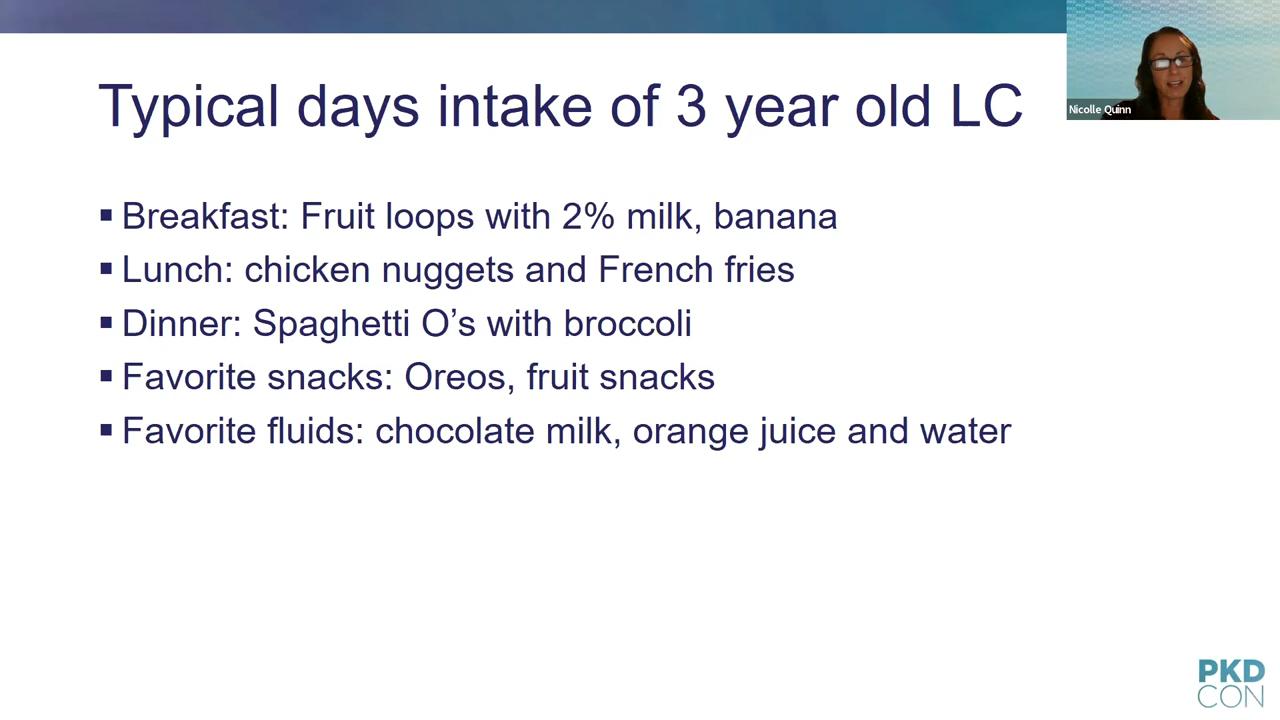 Typical days intake of 3 year old LC
Nicolle Quinn
▪ Breakfast: Fruit loops with 2% milk, banana
▪ Lunch: chicken nuggets and French fries
▪ Dinner: Spaghetti O’s with broccoli
▪ Favorite snacks: Oreos, fruit snacks
▪ Favorite fluids: chocolate milk, orange juice and water
PKD
CON